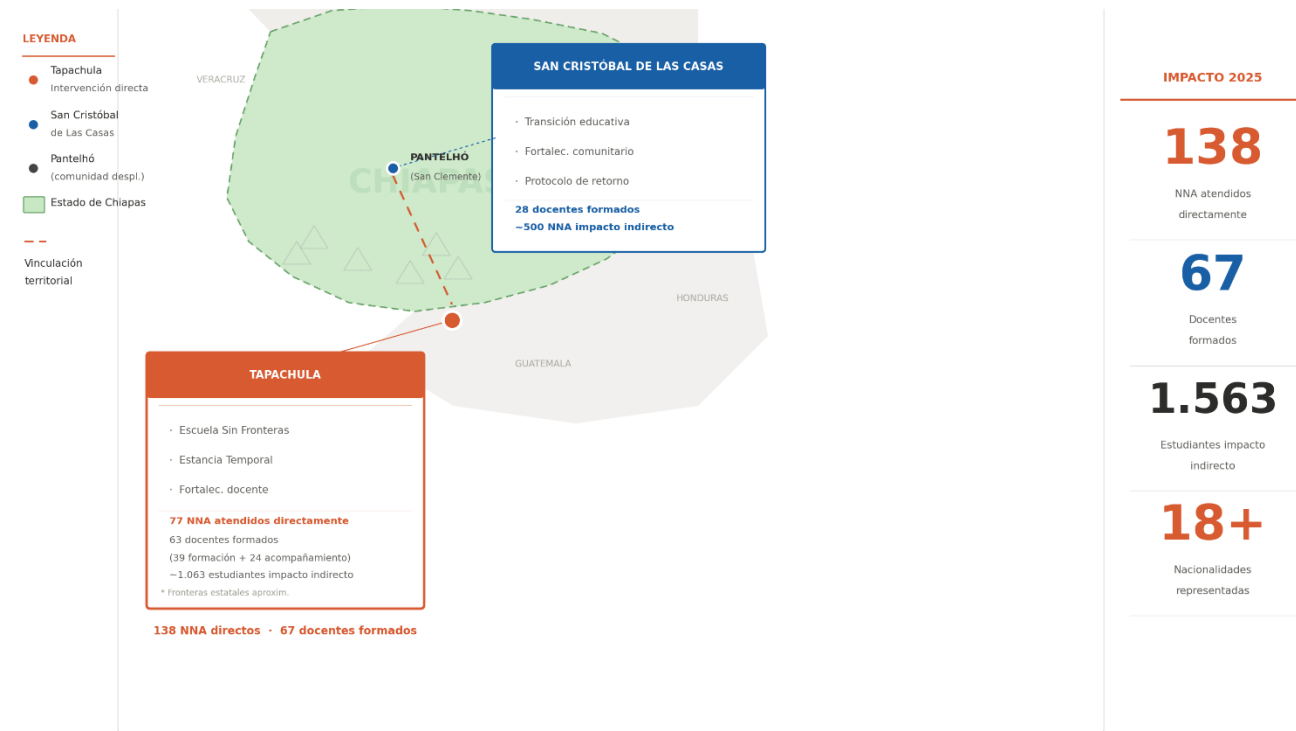 LEYENDA
Tapachula
Intervención directa
San Cristóbal
de Las Casas
Pantelhó
(comunidad despl.)
Estado de Chiapas
Vinculación
territorial
VERACRUZ
CHIAPAS
PANTELHÓ
(San Clemente)
SAN CRISTÓBAL DE LAS CASAS
· Transición educativa
· Fortalec. comunitario
· Protocolo de retorno
28 docentes formados
~500 NNA impacto indirecto
HONDURAS
GUATEMALA
TAPACHULA
· Escuela Sin Fronteras
· Estancia Temporal
· Fortalec. docente
77 NNA atendidos directamente
63 docentes formados
(39 formación + 24 acompañamiento)
~1.063 estudiantes impacto indirecto
* Fronteras estatales aproxim.
138 NNA directos · 67 docentes formados
IMPACTO 2025
138
NNA atendidos
directamente
67
Docentes
formados
1.563
Estudiantes impacto
indirecto
18+
Nacionalidades
representadas